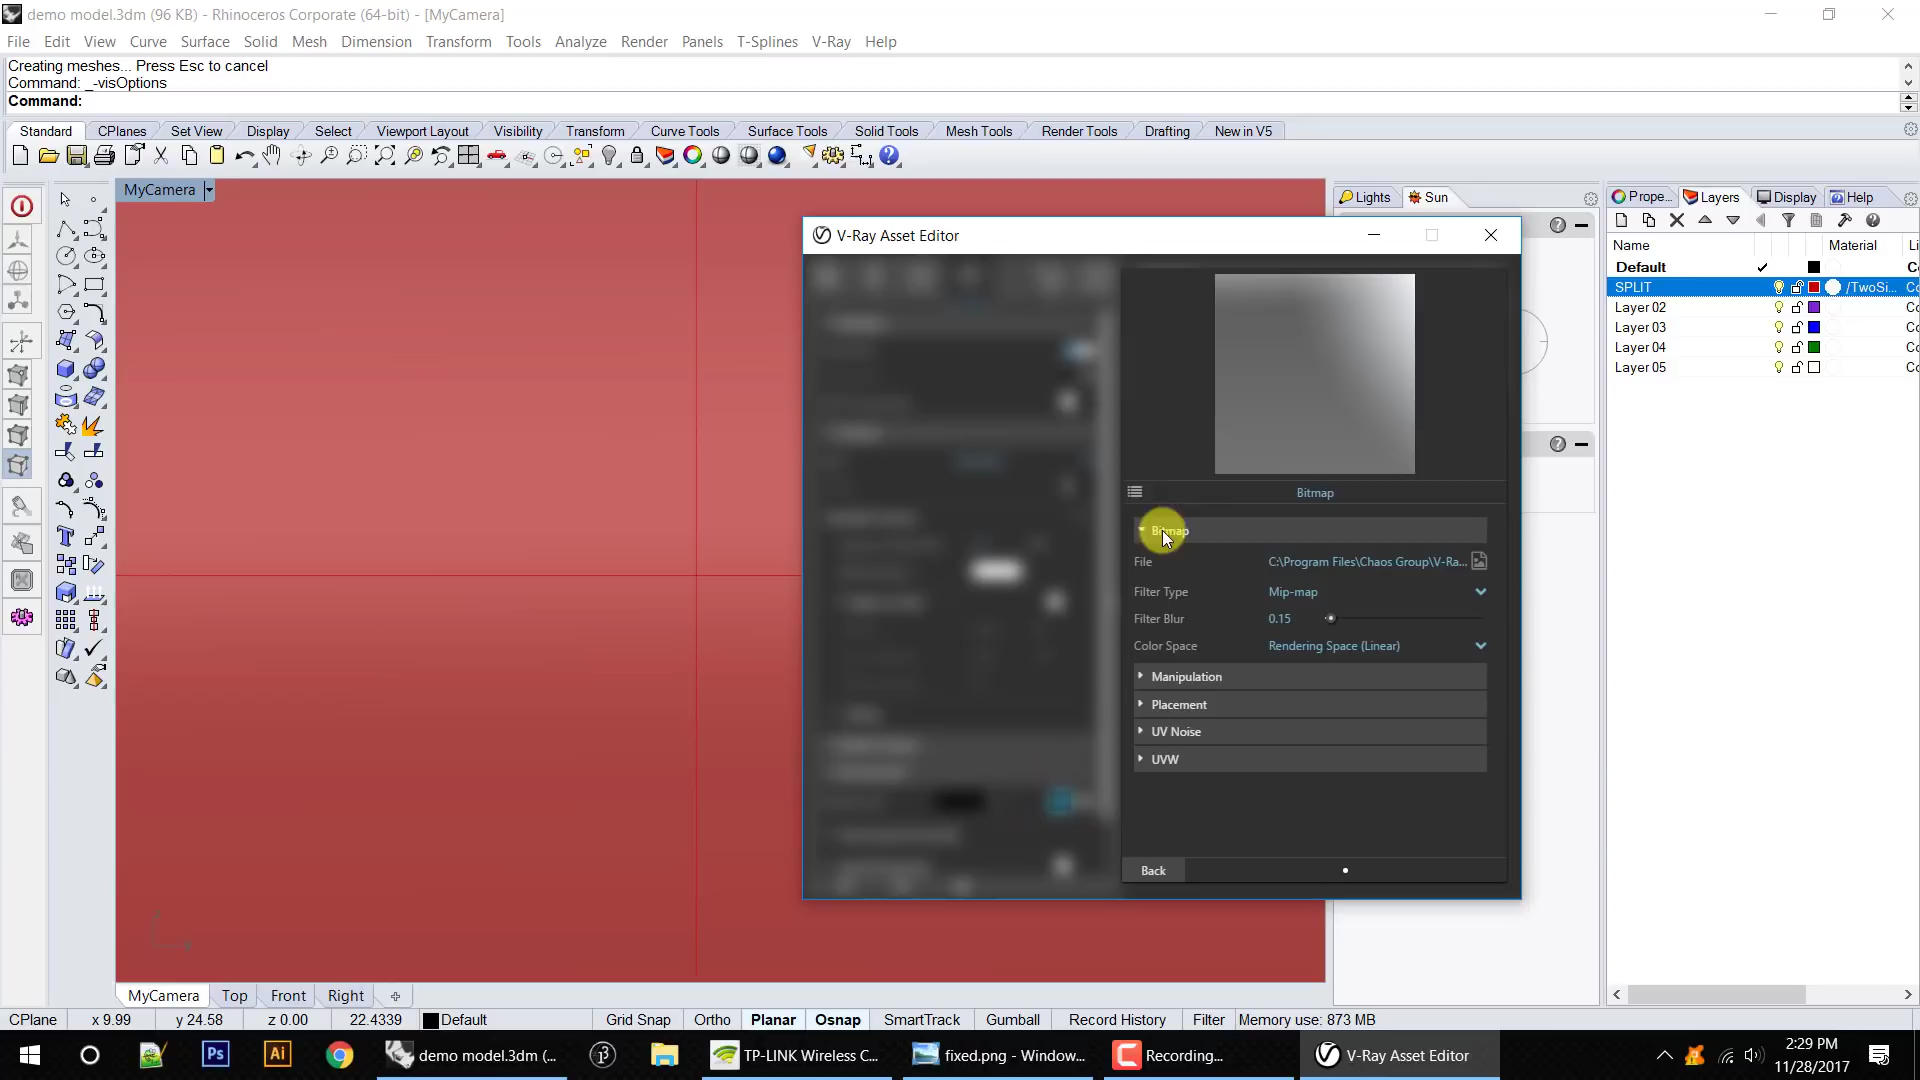 demo model.3dm (96 KB) - Rhinoceros Corporate (64-bit) - [MyCamera]
File Edit View Curve Surface Solid Mesh Dimension Transform Tools Analyze Render Panels T-Splines V-Ray Help
Creating meshes... Press Esc to cancel
Command: _-visOptions
Command:
Standard CPlanes Set View Display Select Viewport Layout Visibility Transform Curve Tools Surface Tools Solid Tools Mesh Tools Render Tools Drafting New in V5
MyCamera
Lights Sun
Prope... Layers Display Help
Name Material Li
Default C
SPLIT /TwoSi... Co
Layer 02 Co
Layer 03 Co
Layer 04 Co
Layer 05 Co
V-Ray Asset Editor
Bitmap
Bitmap
File C:\Program Files\Chaos Group\V-Ra...
Filter Type Mip-map
Filter Blur 0.15
Color Space Rendering Space (Linear)
Manipulation
Placement
UV Noise
UVW
Back
MyCamera Top Front Right
CPlane x 9.99 y 24.58 z 0.00 22.4339 Default Grid Snap Ortho Planar Osnap SmartTrack Gumball Record History Filter Memory use: 873 MB
Ps Ai demo model.3dm (... TP-LINK Wireless C... fixed.png - Window... Recording... V-Ray Asset Editor
2:29 PM
11/28/2017